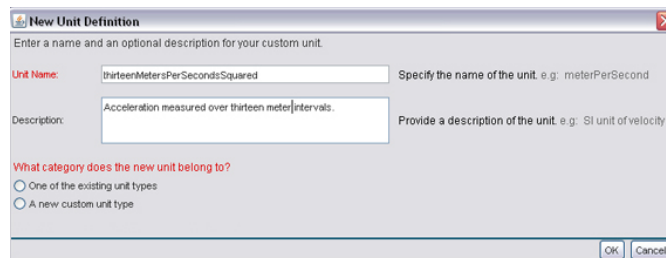 New Unit Definition
Enter a name and an optional description for your custom unit.
Unit Name: thirteenMetersPerSecondsSquared Specify the name of the unit. e.g: meterPerSecond
Description: Acceleration measured over thirteen meter intervals. Provide a description of the unit. e.g: SI unit of velocity
What category does the new unit belong to?
One of the existing unit types
A new custom unit type
OK Cancel